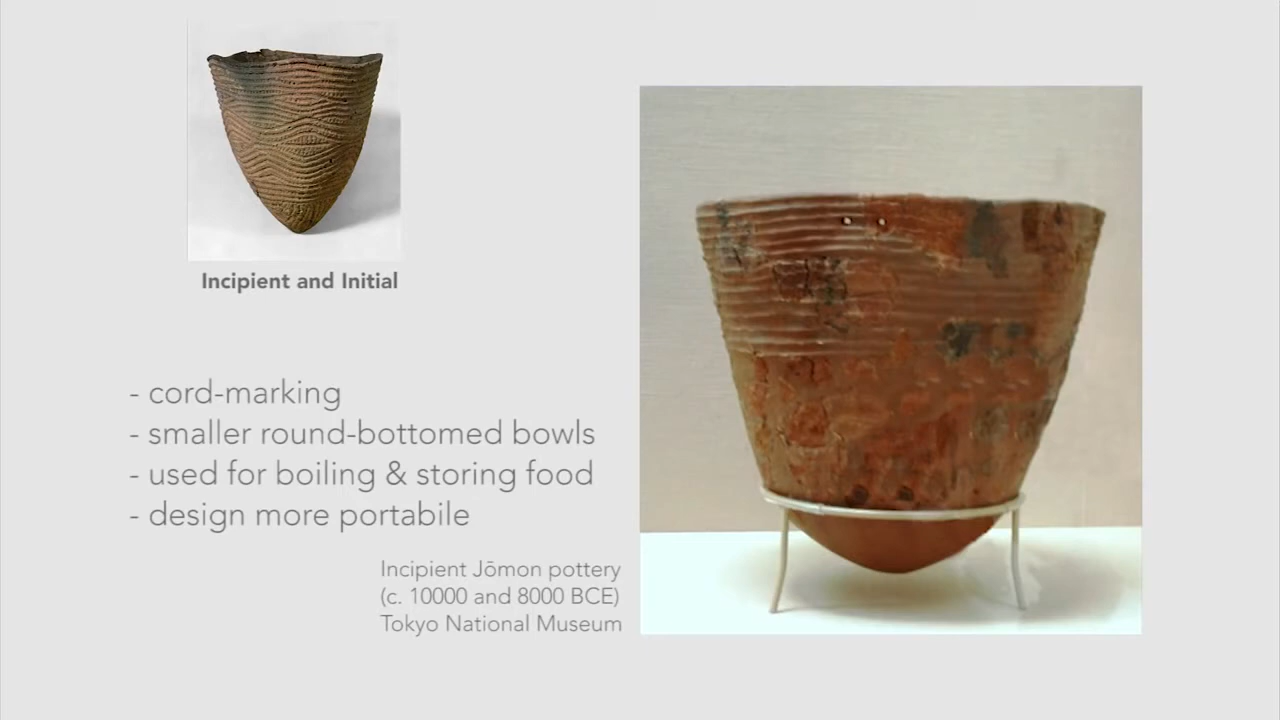 Incipient and Initial
- cord-marking
- smaller round-bottomed bowls
- used for boiling & storing food
- design more portabile
Incipient Jōmon pottery
(c. 10000 and 8000 BCE)
Tokyo National Museum